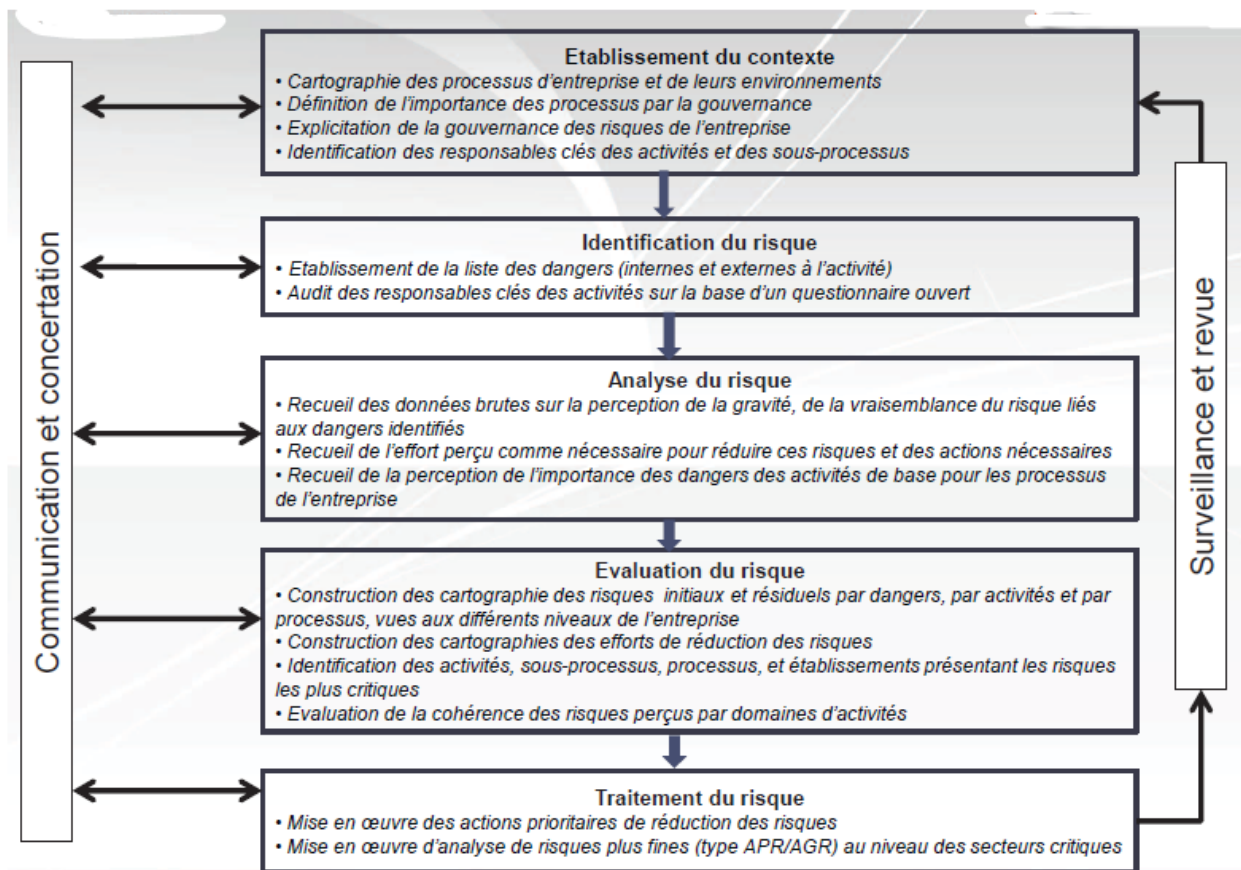 Communication et concertation
Etablissement du contexte
• Cartographie des processus d'entreprise et de leurs environnements
• Définition de l'importance des processus par la gouvernance
• Explicitation de la gouvernance des risques de l'entreprise
• Identification des responsables clés des activités et des sous-processus
Identification du risque
• Etablissement de la liste des dangers (internes et externes à l'activité)
• Audit des responsables clés des activités sur la base d'un questionnaire ouvert
Analyse du risque
• Recueil des données brutes sur la perception de la gravité, de la vraisemblance du risque liés
aux dangers identifiés
• Recueil de l'effort perçu comme nécessaire pour réduire ces risques et des actions nécessaires
• Recueil de la perception de l'importance des dangers des activités de base pour les processus
de l'entreprise
Evaluation du risque
• Construction des cartographie des risques initiaux et résiduels par dangers, par activités et par
processus, vues aux différents niveaux de l'entreprise
• Construction des cartographies des efforts de réduction des risques
• Identification des activités, sous-processus, processus, et établissements présentant les risques
les plus critiques
• Evaluation de la cohérence des risques perçus par domaines d'activités
Traitement du risque
• Mise en œuvre des actions prioritaires de réduction des risques
• Mise en œuvre d'analyse de risques plus fines (type APR/AGR) au niveau des secteurs critiques
Surveillance et revue